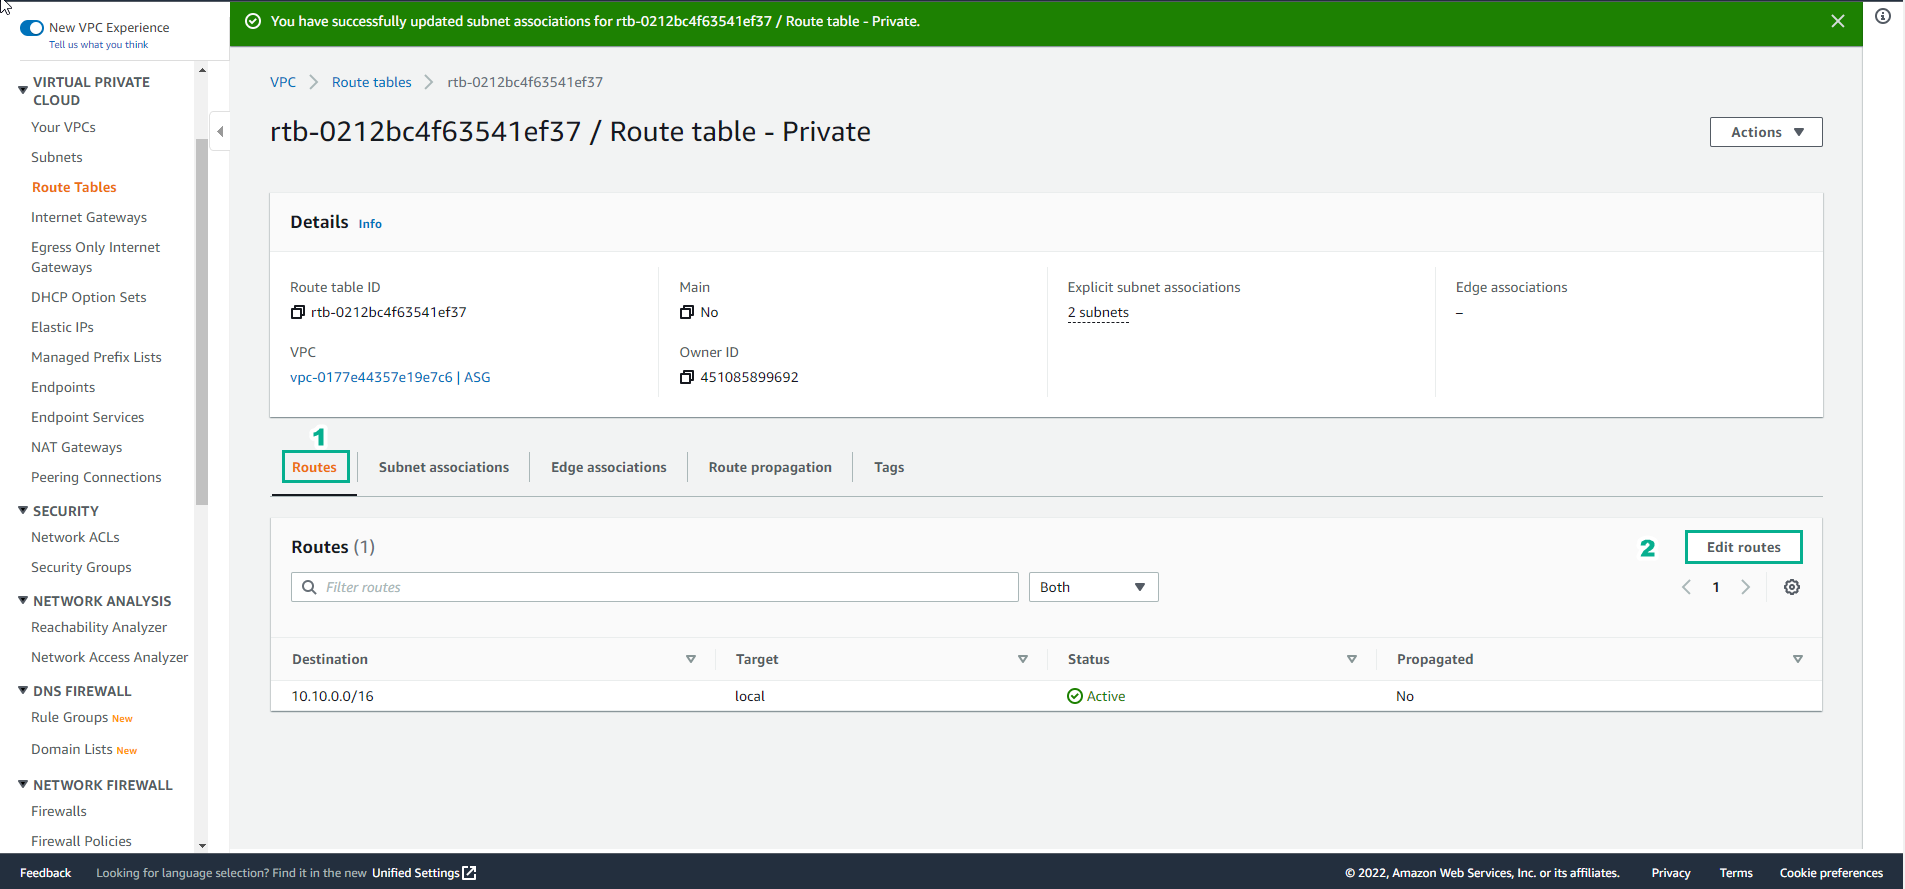 New VPC Experience
Tell us what you think
VIRTUAL PRIVATE
CLOUD
Your VPCs
Subnets
Route Tables
Internet Gateways
Egress Only Internet
Gateways
DHCP Option Sets
Elastic IPs
Managed Prefix Lists
Endpoints
Endpoint Services
NAT Gateways
Peering Connections
SECURITY
Network ACLs
Security Groups
NETWORK ANALYSIS
Reachability Analyzer
Network Access Analyzer
DNS FIREWALL
Rule Groups New
Domain Lists New
NETWORK FIREWALL
Firewalls
Firewall Policies
You have successfully updated subnet associations for rtb-0212bc4f63541ef37 / Route table - Private.
VPC Route tables rtb-0212bc4f63541ef37
rtb-0212bc4f63541ef37 / Route table - Private
Actions
Details Info
Route table ID
rtb-0212bc4f63541ef37
Main
No
Explicit subnet associations
2 subnets
Edge associations
–
VPC
vpc-0177e44357e19e7c6 | ASG
Owner ID
451085899692
1
Routes Subnet associations Edge associations Route propagation Tags
Routes (1)
2 Edit routes
Filter routes Both 1
Destination Target Status Propagated
10.10.0.0/16 local Active No
Feedback Looking for language selection? Find it in the new Unified Settings © 2022, Amazon Web Services, Inc. or its affiliates. Privacy Terms Cookie preferences